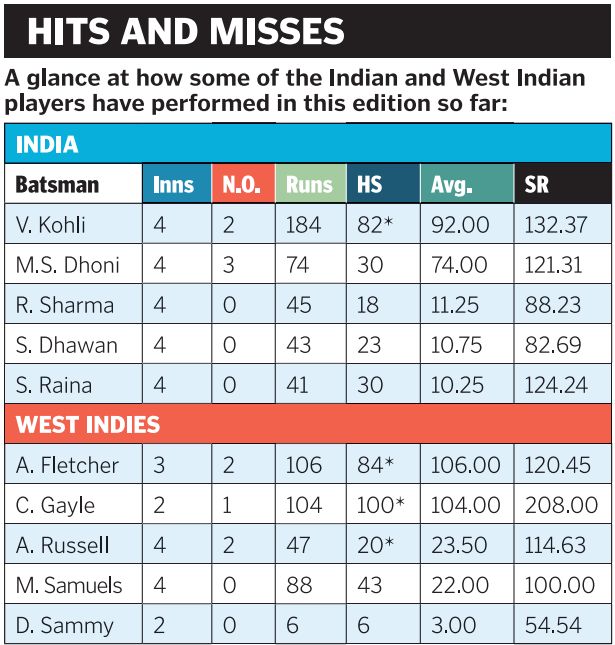 HITS AND MISSES
A glance at how some of the Indian and West Indian
players have performed in this edition so far:
INDIA
Batsman Inns N.O. Runs HS Avg. SR
V. Kohli 4 2 184 82* 92.00 132.37
M.S. Dhoni 4 3 74 30 74.00 121.31
R. Sharma 4 0 45 18 11.25 88.23
S. Dhawan 4 0 43 23 10.75 82.69
S. Raina 4 0 41 30 10.25 124.24
WEST INDIES
A. Fletcher 3 2 106 84* 106.00 120.45
C. Gayle 2 1 104 100* 104.00 208.00
A. Russell 4 2 47 20* 23.50 114.63
M. Samuels 4 0 88 43 22.00 100.00
D. Sammy 2 0 6 6 3.00 54.54